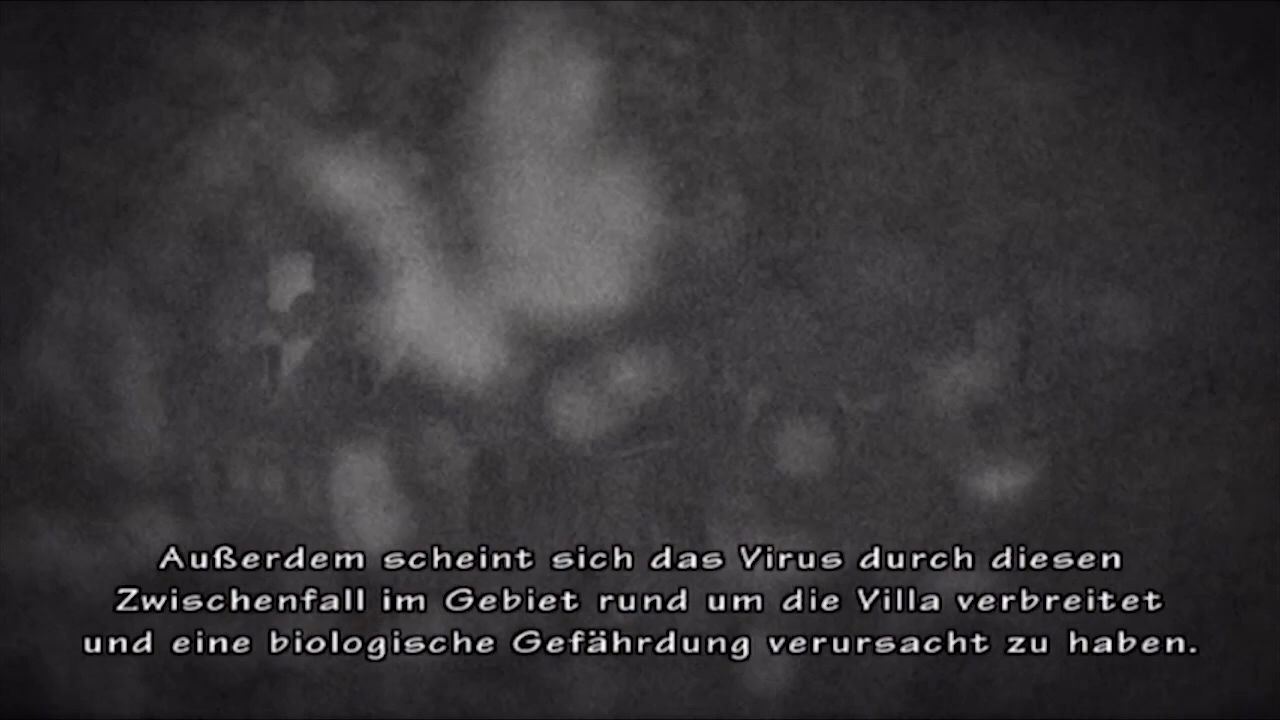 Außerdem scheint sich das Virus durch diesen
Zwischenfall im Gebiet rund um die Villa verbreitet
und eine biologische Gefährdung verursacht zu haben.